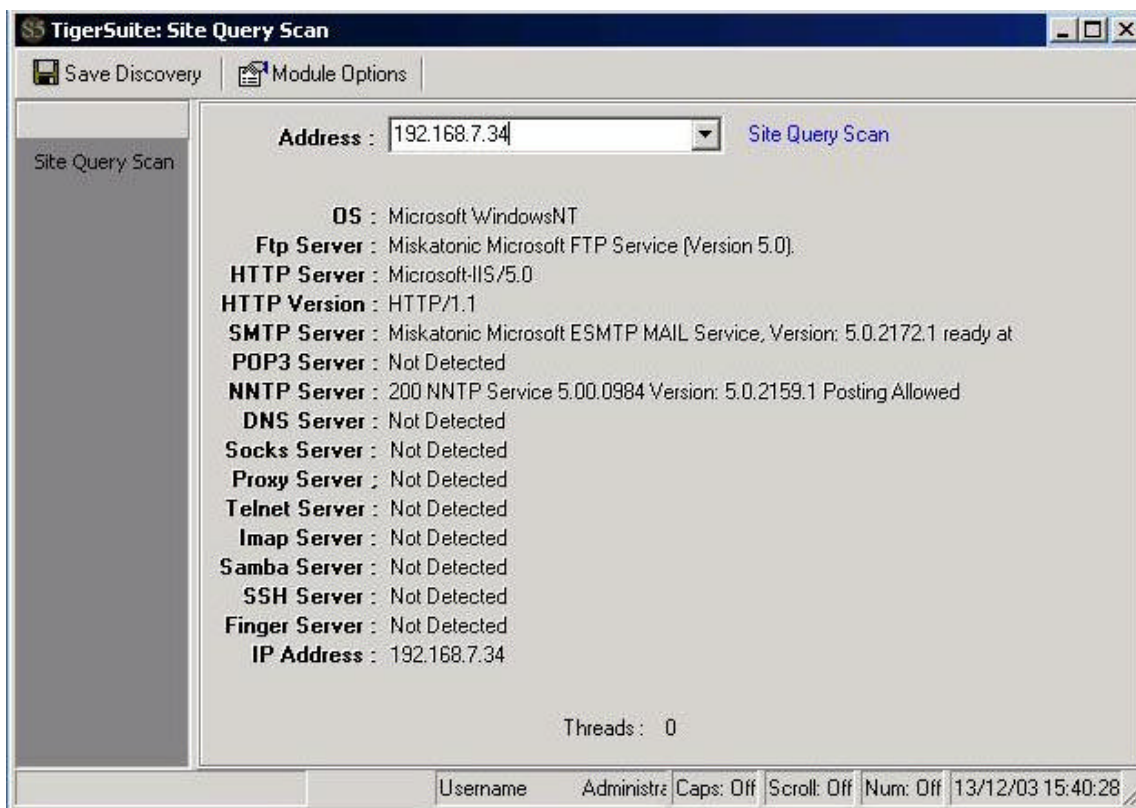 S5 TigerSuite: Site Query Scan
Save Discovery Module Options
Site Query Scan
Address : 192.168.7.34 Site Query Scan
OS : Microsoft WindowsNT
Ftp Server : Miskatonic Microsoft FTP Service (Version 5.0).
HTTP Server : Microsoft-IIS/5.0
HTTP Version : HTTP/1.1
SMTP Server : Miskatonic Microsoft ESMTP MAIL Service, Version: 5.0.2172.1 ready at
POP3 Server : Not Detected
NNTP Server : 200 NNTP Service 5.00.0984 Version: 5.0.2159.1 Posting Allowed
DNS Server : Not Detected
Socks Server : Not Detected
Proxy Server ; Not Detected
Telnet Server : Not Detected
Imap Server : Not Detected
Samba Server : Not Detected
SSH Server : Not Detected
Finger Server : Not Detected
IP Address : 192.168.7.34
Threads : 0
Username Administra Caps: Off Scroll: Off Num: Off 13/12/03 15:40:28